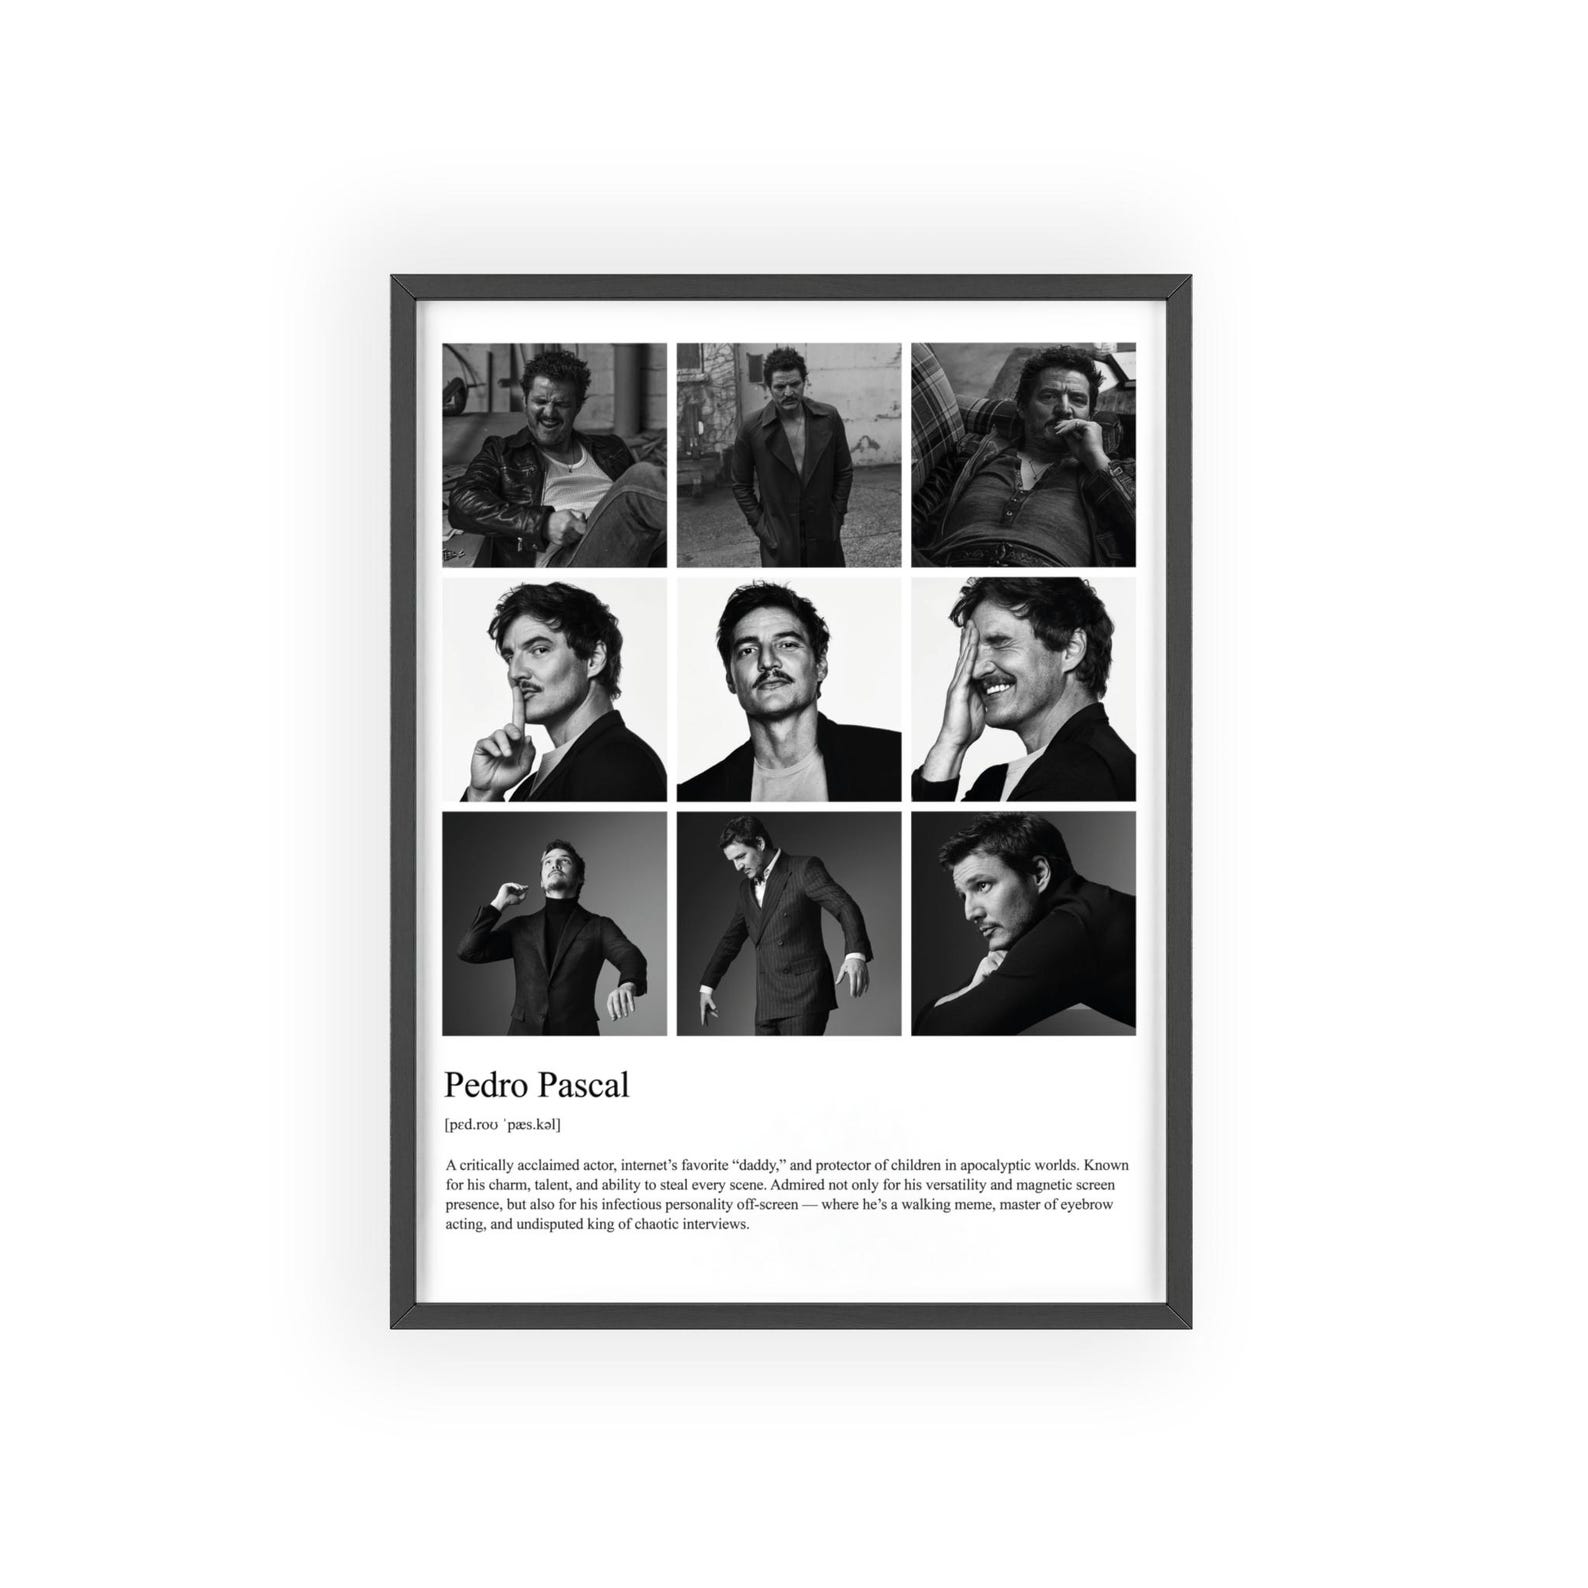 Pedro Pascal
[pɛd.roʊ ˈpæs.kəl]
A critically acclaimed actor, internet’s favorite “daddy,” and protector of children in apocalyptic worlds. Known
for his charm, talent, and ability to steal every scene. Admired not only for his versatility and magnetic screen
presence, but also for his infectious personality off-screen — where he’s a walking meme, master of eyebrow
acting, and undisputed king of chaotic interviews.